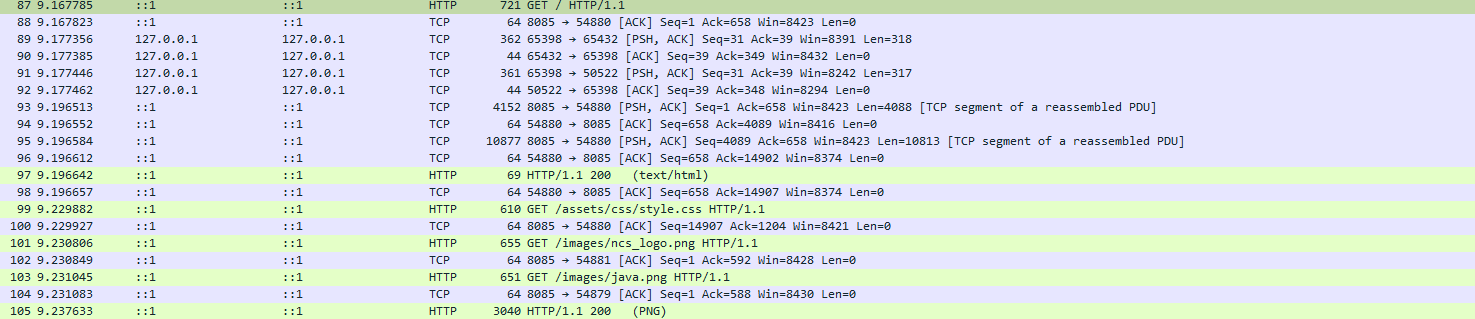 87 9.167785 ::1 ::1 HTTP 721 GET / HTTP/1.1
88 9.167823 ::1 ::1 TCP 64 8085 → 54880 [ACK] Seq=1 Ack=658 Win=8423 Len=0
89 9.177356 127.0.0.1 127.0.0.1 TCP 362 65398 → 65432 [PSH, ACK] Seq=31 Ack=39 Win=8391 Len=318
90 9.177385 127.0.0.1 127.0.0.1 TCP 44 65432 → 65398 [ACK] Seq=39 Ack=349 Win=8432 Len=0
91 9.177446 127.0.0.1 127.0.0.1 TCP 361 65398 → 50522 [PSH, ACK] Seq=31 Ack=39 Win=8242 Len=317
92 9.177462 127.0.0.1 127.0.0.1 TCP 44 50522 → 65398 [ACK] Seq=39 Ack=348 Win=8294 Len=0
93 9.196513 ::1 ::1 TCP 4152 8085 → 54880 [PSH, ACK] Seq=1 Ack=658 Win=8423 Len=4088 [TCP segment of a reassembled PDU]
94 9.196552 ::1 ::1 TCP 64 54880 → 8085 [ACK] Seq=658 Ack=4089 Win=8416 Len=0
95 9.196584 ::1 ::1 TCP 10877 8085 → 54880 [PSH, ACK] Seq=4089 Ack=658 Win=8423 Len=10813 [TCP segment of a reassembled PDU]
96 9.196612 ::1 ::1 TCP 64 54880 → 8085 [ACK] Seq=658 Ack=14902 Win=8374 Len=0
97 9.196642 ::1 ::1 HTTP 69 HTTP/1.1 200 (text/html)
98 9.196657 ::1 ::1 TCP 64 54880 → 8085 [ACK] Seq=658 Ack=14907 Win=8374 Len=0
99 9.229882 ::1 ::1 HTTP 610 GET /assets/css/style.css HTTP/1.1
100 9.229927 ::1 ::1 TCP 64 8085 → 54880 [ACK] Seq=14907 Ack=1204 Win=8421 Len=0
101 9.230806 ::1 ::1 HTTP 655 GET /images/ncs_logo.png HTTP/1.1
102 9.230849 ::1 ::1 TCP 64 8085 → 54881 [ACK] Seq=1 Ack=592 Win=8428 Len=0
103 9.231045 ::1 ::1 HTTP 651 GET /images/java.png HTTP/1.1
104 9.231083 ::1 ::1 TCP 64 8085 → 54879 [ACK] Seq=1 Ack=588 Win=8430 Len=0
105 9.237633 ::1 ::1 HTTP 3040 HTTP/1.1 200 (PNG)